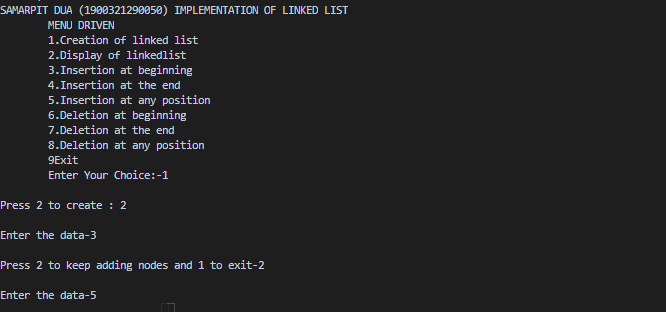 SAMARPIT DUA (1900321290050) IMPLEMENTATION OF LINKED LIST
MENU DRIVEN
1.Creation of linked list
2.Display of linkedlist
3.Insertion at beginning
4.Insertion at the end
5.Insertion at any position
6.Deletion at beginning
7.Deletion at the end
8.Deletion at any position
9Exit
Enter Your Choice:-1
Press 2 to create : 2
Enter the data-3
Press 2 to keep adding nodes and 1 to exit-2
Enter the data-5